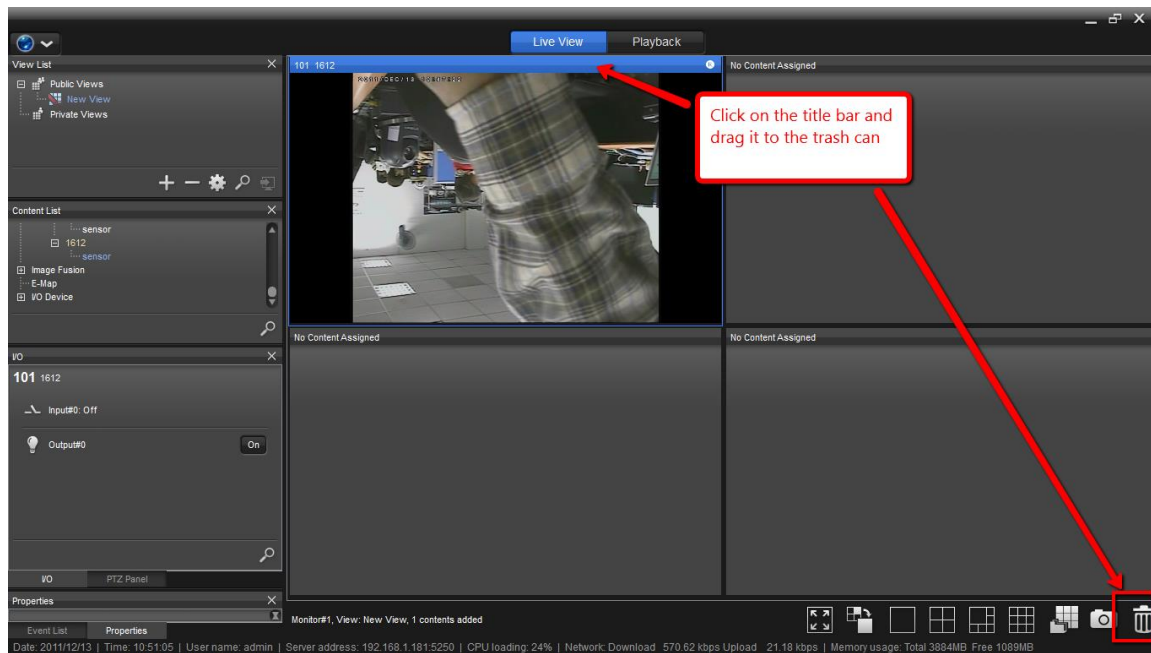 Live View Playback
View List
Public Views
New View
Private Views
Content List
sensor
1612
sensor
Image Fusion
E-Map
I/O Device
I/O
101 1612
Input#0: Off
Output#0 On
I/O PTZ Panel
Properties
Event List Properties
101 1612
No Content Assigned
Click on the title bar and
drag it to the trash can
No Content Assigned
No Content Assigned
Monitor#1, View: New View, 1 contents added
Date: 2011/12/13 | Time: 10:51:05 | User name: admin | Server address: 192.168.1.181:5250 | CPU loading: 24% | Network: Download 570.62 kbps Upload 21.18 kbps | Memory usage: Total 3884MB Free 1089MB